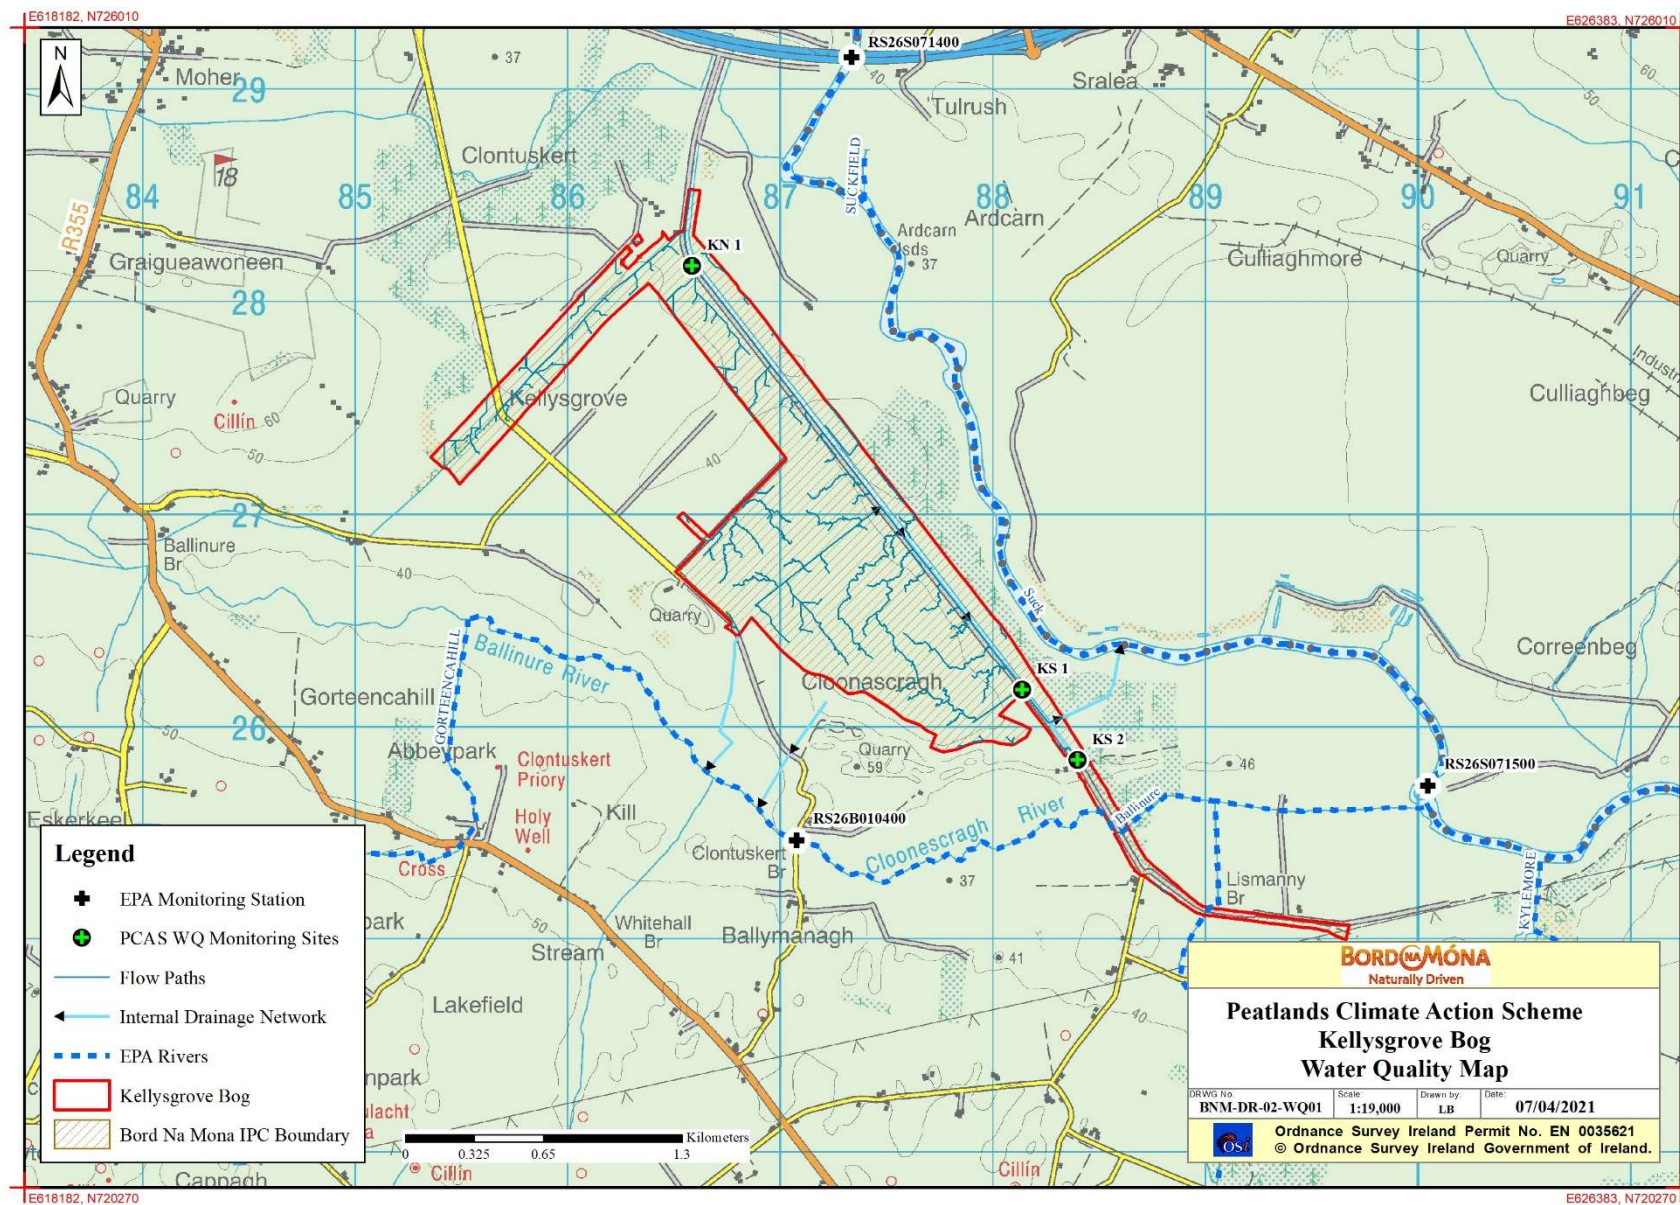 E618182, N726010
E626383, N726010
N
RS26S071400
37
40
Moher
29
Sralea
60
50
'Tulrush
Clontuskert
SUCKFIELD
18
84
85
86
87
88
89
90
91
Ardcarn
R355
KN 1
Ardcarn
Isds
37
Graigueawoneen
Culliaghmore
Quarry
28
Quarry
Kellysgrove
Culliaghbeg
Cillín
60
50
40
27
Ballinure
Br
40
Suck
Quarry
GORTEENCAHILL
Ballinure River
Correenbeg
KS 1
Cloonascragh
Gorteencahill
50
26
Abbeypark
Clontuskert
Priory
Quarry
59
KS 2
46
RS26S071500
Ballinure
Eskerkeel
Holy
Well
Kill
RS26B010400
Cloonescragh River
Clontuskert
Br
Cross
37
Lismanny
Br
KYLEMORE
50
Whitehall
Br
Stream
Ballymanagh
41
Lakefield
40
park
npark
ulacht
a
Cillín
Cappagh
Cillín
Legend
EPA Monitoring Station
PCAS WQ Monitoring Sites
Flow Paths
Internal Drainage Network
EPA Rivers
Kellysgrove Bog
Bord Na Mona IPC Boundary
Kilometers
0 0.325 0.65 1.3
BORD NA MÓNA
Naturally Driven
Peatlands Climate Action Scheme
Kellysgrove Bog
Water Quality Map
DRWG No. Scale: Drawn by: Date:
BNM-DR-02-WQ01 1:19,000 LB 07/04/2021
OSi
Ordnance Survey Ireland Permit No. EN 0035621
© Ordnance Survey Ireland Government of Ireland.
E618182, N720270
E626383, N720270